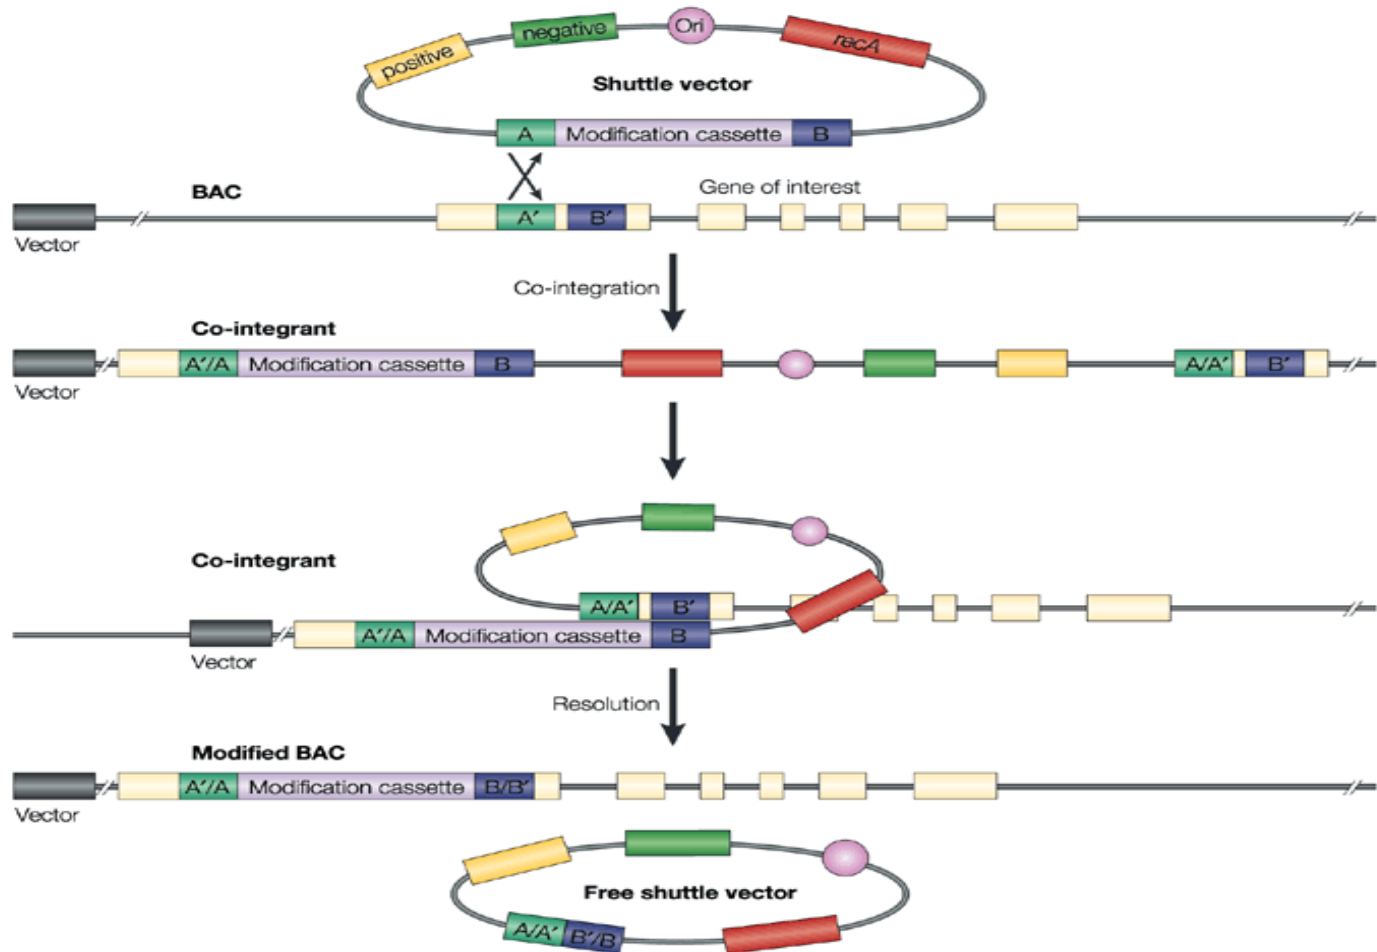 positive
negative
Ori
recA
Shuttle vector
A
Modification cassette
B
BAC
Gene of interest
A′
B′
Vector
Co-integration
Co-integrant
A′/A
Modification cassette
B
A/A′
B′
Vector
Co-integrant
A/A′
B′
A′/A
Modification cassette
B
Vector
Resolution
Modified BAC
A′/A
Modification cassette
B/B′
Vector
Free shuttle vector
A/A′
B′/B